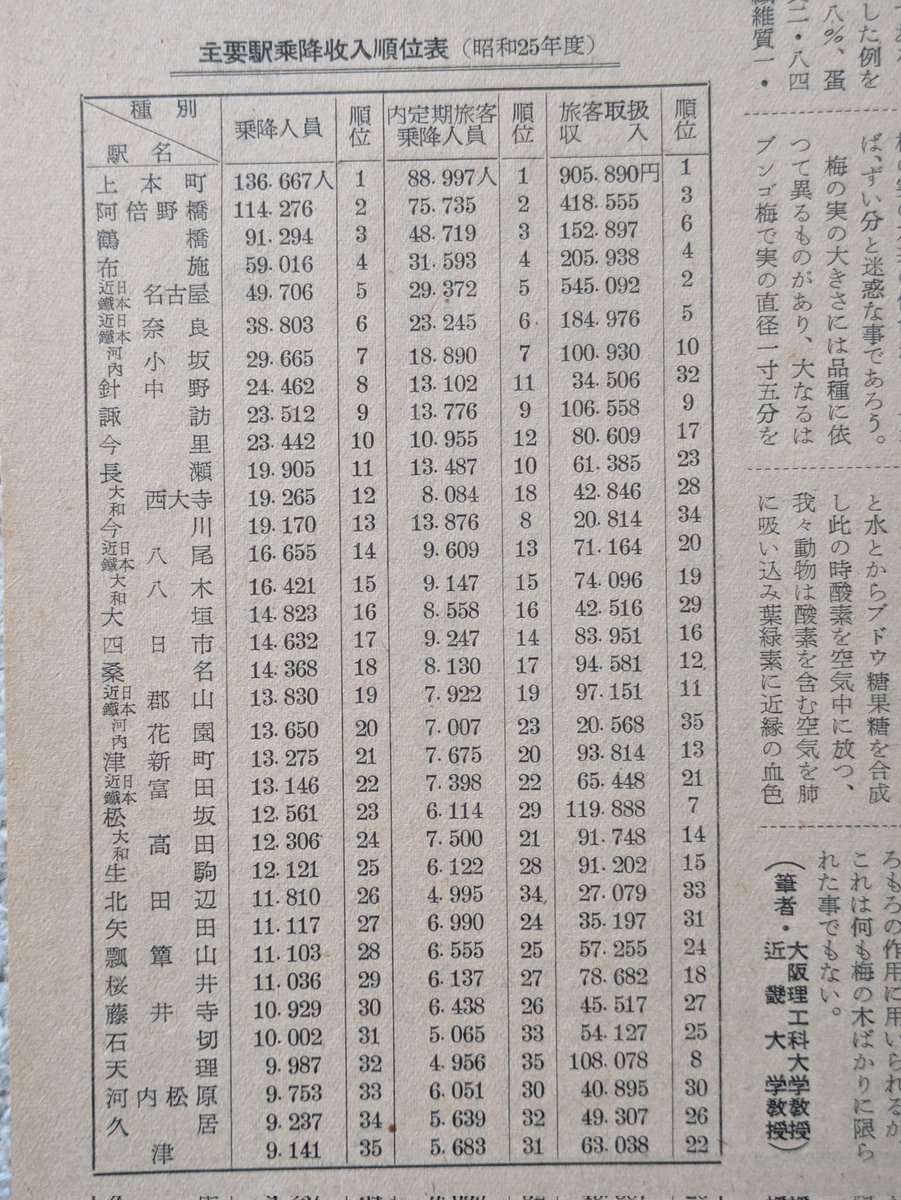 主要駅乗降収入順位表（昭和25年度）
種別 駅名 乗降人員 順位 内定期旅客乗降人員 順位 旅客取扱収入 順位
上本町 136.667人 1 88.997人 1 905.890円 1
阿倍野橋 114.276 2 75.735 2 418.555 3
鶴橋 91.294 3 48.719 3 152.897 6
布施 59.016 4 31.593 4 205.938 4
近鉄日本名古屋 49.706 5 29.372 5 545.092 2
近鉄日本奈良 38.803 6 23.245 6 184.976 5
河内小坂 29.665 7 18.890 7 100.930 10
針中野 24.462 8 13.102 11 34.506 32
諏訪 23.512 9 13.776 9 106.558 9
今里 23.442 10 10.955 12 80.609 17
長瀬 19.905 11 13.487 10 61.385 23
大和西大寺 19.265 12 8.084 18 42.846 28
今川 19.170 13 13.876 8 20.814 34
近鉄日本八尾 16.655 14 9.609 13 71.164 20
大和八木 16.421 15 9.147 15 74.096 19
大垣 14.823 16 8.558 16 42.516 29
四日市 14.632 17 9.247 14 83.951 16
桑名 14.368 18 8.130 17 94.581 12
近鉄日本郡山 13.830 19 7.922 19 97.151 11
河内花園 13.650 20 7.007 23 20.568 35
津新町 13.275 21 7.675 20 93.814 13
近鉄日本富田 13.146 22 7.398 22 65.448 21
松坂 12.561 23 6.114 29 119.888 7
大和高田 12.306 24 7.500 21 91.748 14
生駒 12.121 25 6.122 28 91.202 15
北田辺 11.810 26 4.995 34 27.079 33
矢田 11.117 27 6.990 24 35.197 31
瓢簞山 11.103 28 6.555 25 57.255 24
桜井 11.036 29 6.137 27 78.682 18
藤井寺 10.929 30 6.438 26 45.517 27
石切 10.002 31 5.065 33 54.127 25
天理 9.987 32 4.956 35 108.078 8
河内松原 9.753 33 6.051 30 40.895 30
久居 9.237 34 5.639 32 49.307 26
津 9.141 35 5.683 31 63.038 22
した例を
八％、蛋
二・八四
繊維質一・
ば、ずい分と迷惑な事であろう。
梅の実の大きさには品種に依
つて異るものがあり、大なるは
ブンゴ梅で実の直径一寸五分を
と水とからブドウ糖果糖を合成
し此の時酸素を空気中に放つ、
我々動物は酸素を含む空気を肺
に吸い込み葉緑素に近縁の血色
ろもろの作用に用いられるが
これは何も梅の木ばかりに限ら
れた事でもない。
（筆者・大阪理工科大学教授
近畿大学教授）